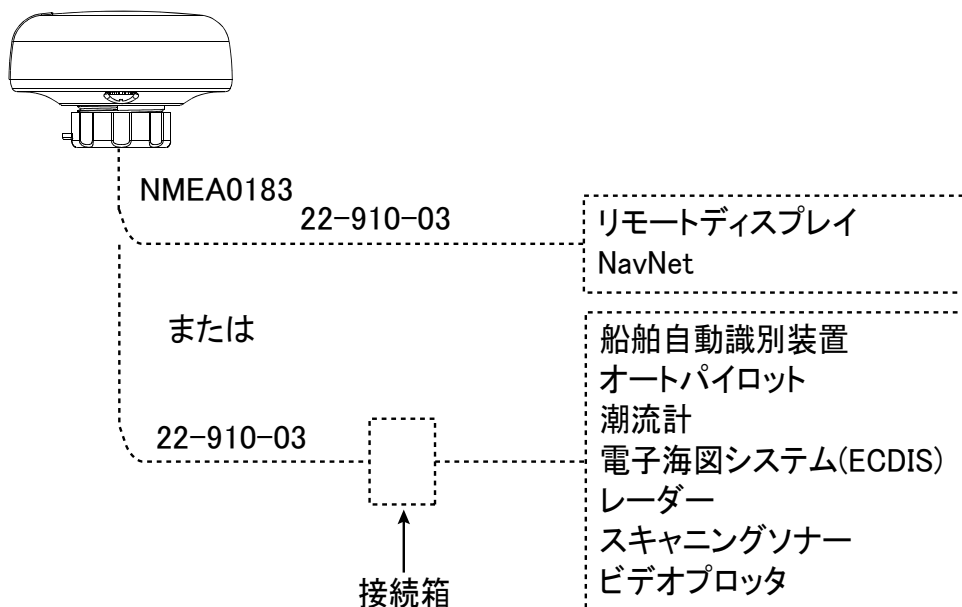 NMEA0183
22-910-03
リモートディスプレイ
NavNet
または
船舶自動識別装置
オートパイロット
潮流計
22-910-03
電子海図システム(ECDIS)
レーダー
スキャニングソナー
ビデオプロッタ
接続箱